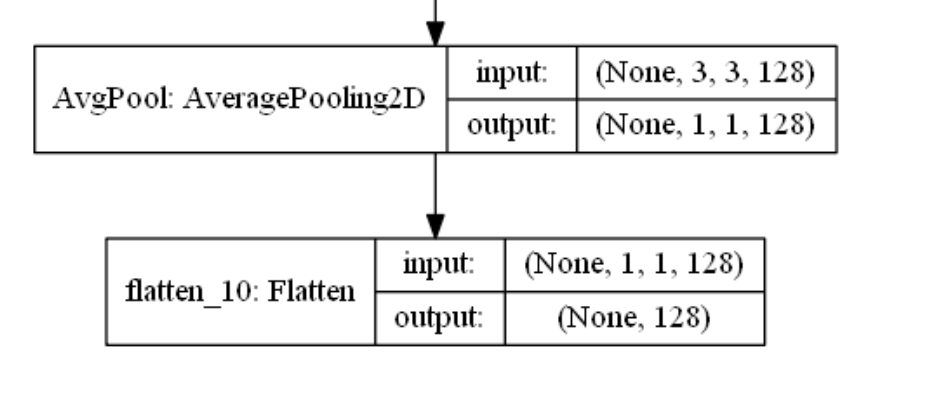 AvgPool: AveragePooling2D
input: (None, 3, 3, 128)
output: (None, 1, 1, 128)
flatten_10: Flatten
input: (None, 1, 1, 128)
output: (None, 128)